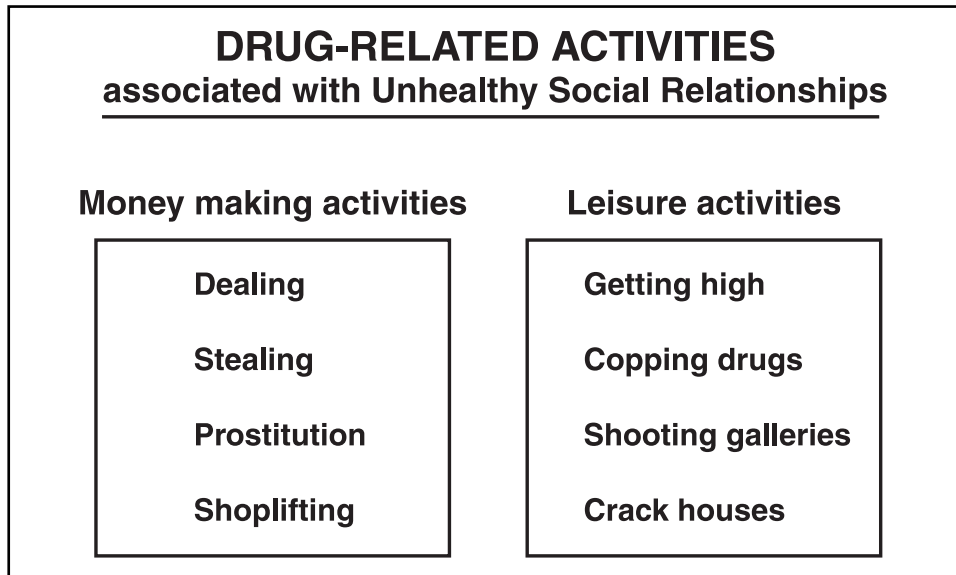 DRUG-RELATED ACTIVITIES
associated with Unhealthy Social Relationships
Money making activities
Dealing
Stealing
Prostitution
Shoplifting
Leisure activities
Getting high
Copping drugs
Shooting galleries
Crack houses